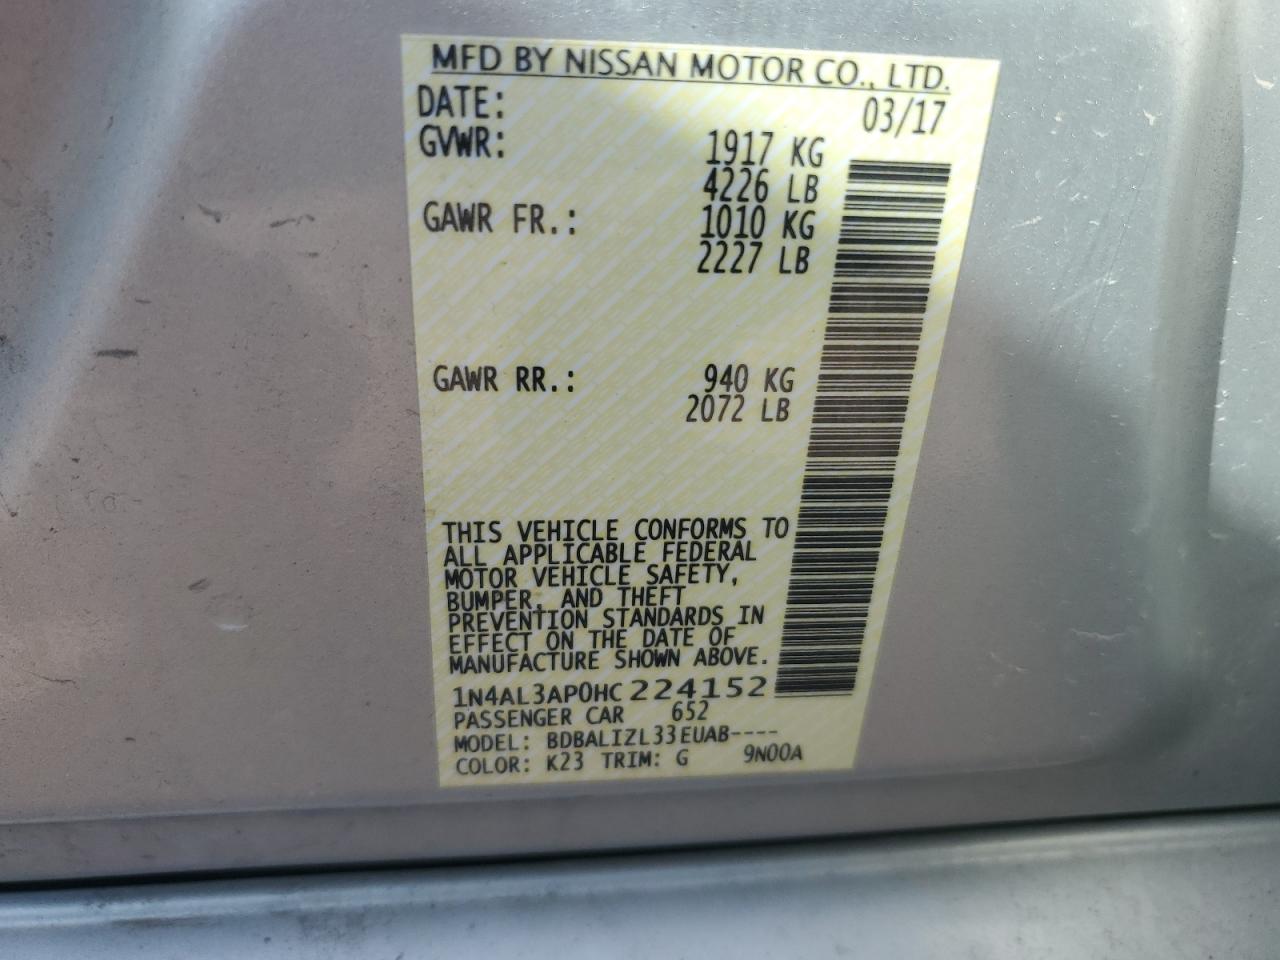 MFD BY NISSAN MOTOR CO., LTD.
DATE: 03/17
GVWR: 1917 KG
4226 LB
GAWR FR.: 1010 KG
2227 LB
GAWR RR.: 940 KG
2072 LB
THIS VEHICLE CONFORMS TO
ALL APPLICABLE FEDERAL
MOTOR VEHICLE SAFETY,
BUMPER, AND THEFT
PREVENTION STANDARDS IN
EFFECT ON THE DATE OF
MANUFACTURE SHOWN ABOVE.
1N4AL3AP0HC224152
PASSENGER CAR 652
MODEL: BDBALIZL33EUAB----
COLOR: K23 TRIM: G 9N00A